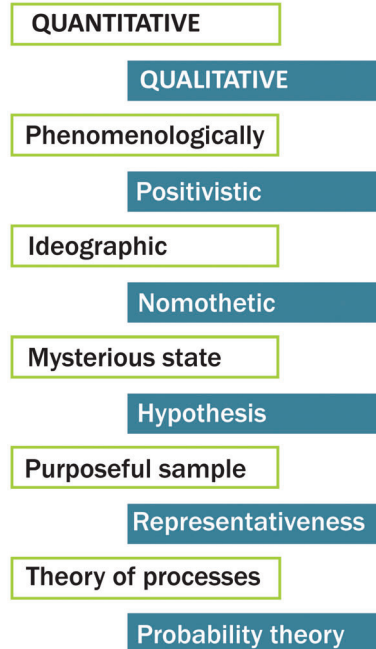 QUANTITATIVE
QUALITATIVE
Phenomenologically
Positivistic
Ideographic
Nomothetic
Mysterious state
Hypothesis
Purposeful sample
Representativeness
Theory of processes
Probability theory